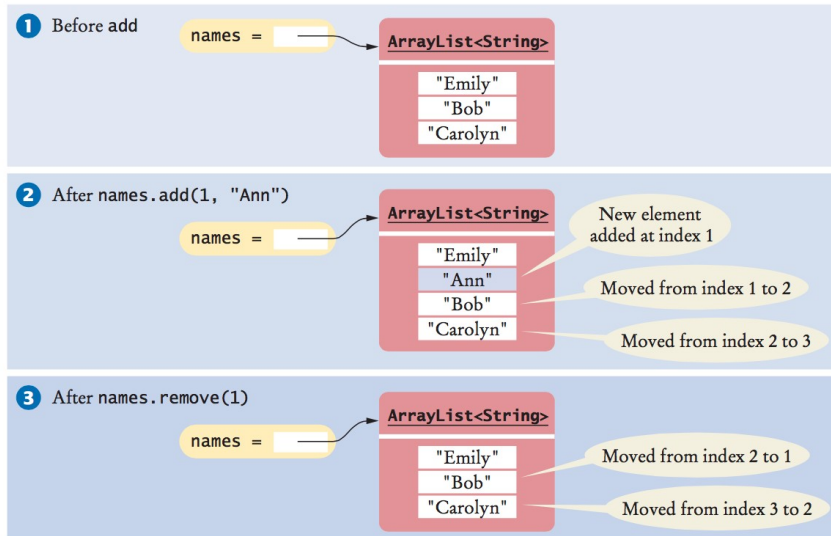 1 Before add
names =
ArrayList<String>
"Emily"
"Bob"
"Carolyn"
2 After names.add(1, "Ann")
names =
ArrayList<String>
"Emily"
"Ann"
"Bob"
"Carolyn"
New element
added at index 1
Moved from index 1 to 2
Moved from index 2 to 3
3 After names.remove(1)
names =
ArrayList<String>
"Emily"
"Bob"
"Carolyn"
Moved from index 2 to 1
Moved from index 3 to 2